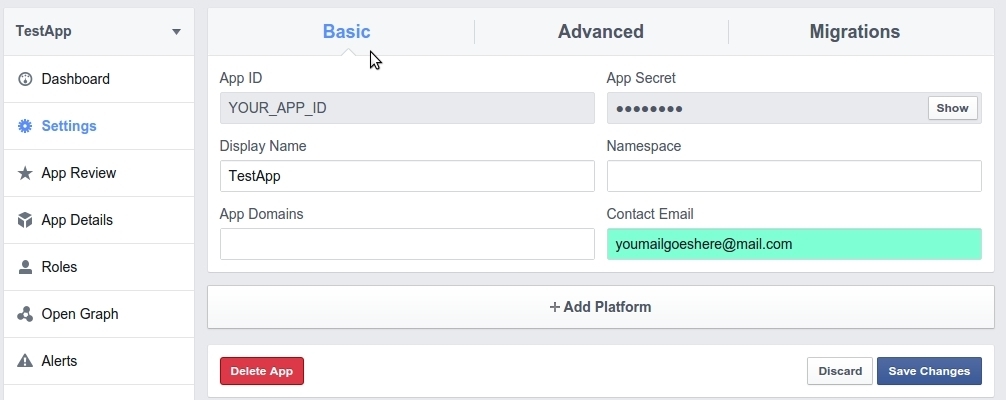 TestApp
Dashboard
Settings
App Review
App Details
Roles
Open Graph
Alerts
Basic
Advanced
Migrations
App ID
App Secret
YOUR_APP_ID
●●●●●●●●
Show
Display Name
Namespace
TestApp
App Domains
Contact Email
youmailgoeshere@mail.com
+ Add Platform
Delete App
Discard
Save Changes